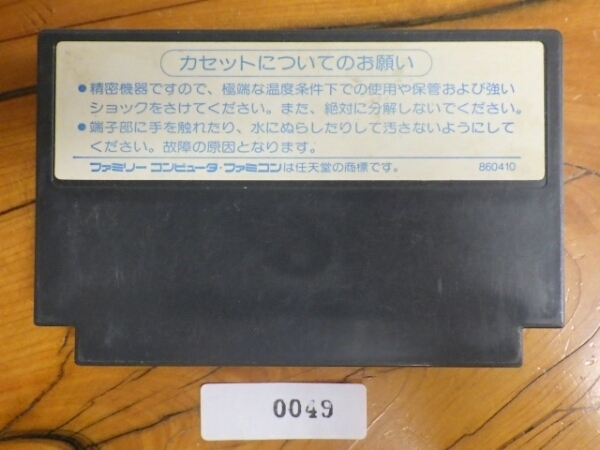 カセットについてのお願い
●精密機器ですので、極端な温度条件下での使用や保管および強い
ショックをさけてください。また、絶対に分解しないでください。
●端子部に手を触れたり、水にぬらしたりして汚さないようにして
ください。故障の原因となります。
ファミリー コンピュータ・ファミコンは任天堂の商標です。 860410
0049